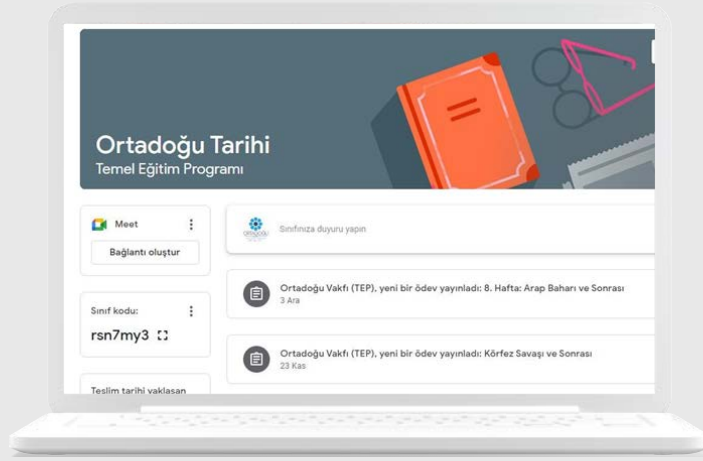 Ortadoğu Tarihi
Temel Eğitim Programı
Meet
Bağlantı oluştur
Sınıf kodu:
rsn7my3
Teslim tarihi yaklaşan
Sınıfınıza duyuru yapın
Ortadoğu Vakfı (TEP), yeni bir ödev yayınladı: 8. Hafta: Arap Baharı ve Sonrası
3 Ara
Ortadoğu Vakfı (TEP), yeni bir ödev yayınladı: Körfez Savaşı ve Sonrası
23 Kas